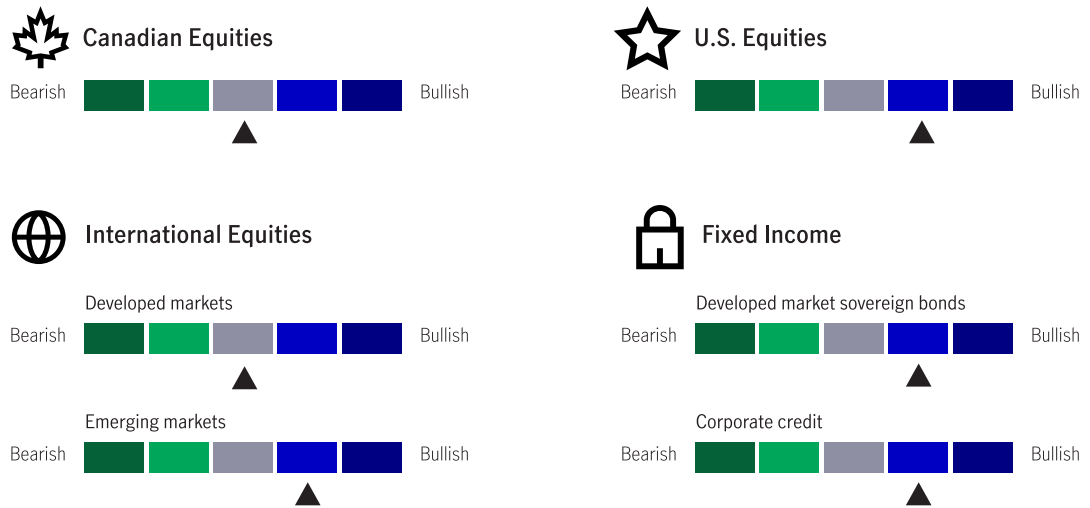 Canadian Equities
Bearish Bullish
U.S. Equities
Bearish Bullish
International Equities
Developed markets
Bearish Bullish
Emerging markets
Bearish Bullish
Fixed Income
Developed market sovereign bonds
Bearish Bullish
Corporate credit
Bearish Bullish